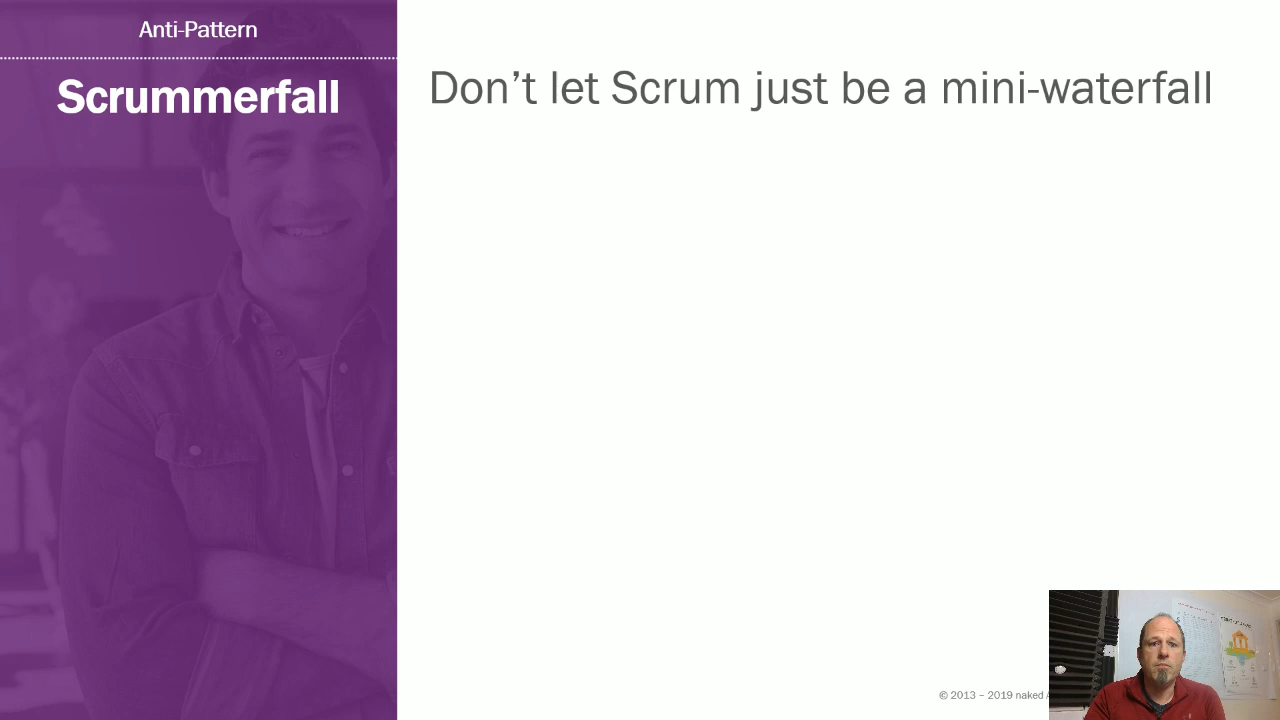 Anti-Pattern
Scrummerfall
Don’t let Scrum just be a mini-waterfall
© 2013 – 2019 naked